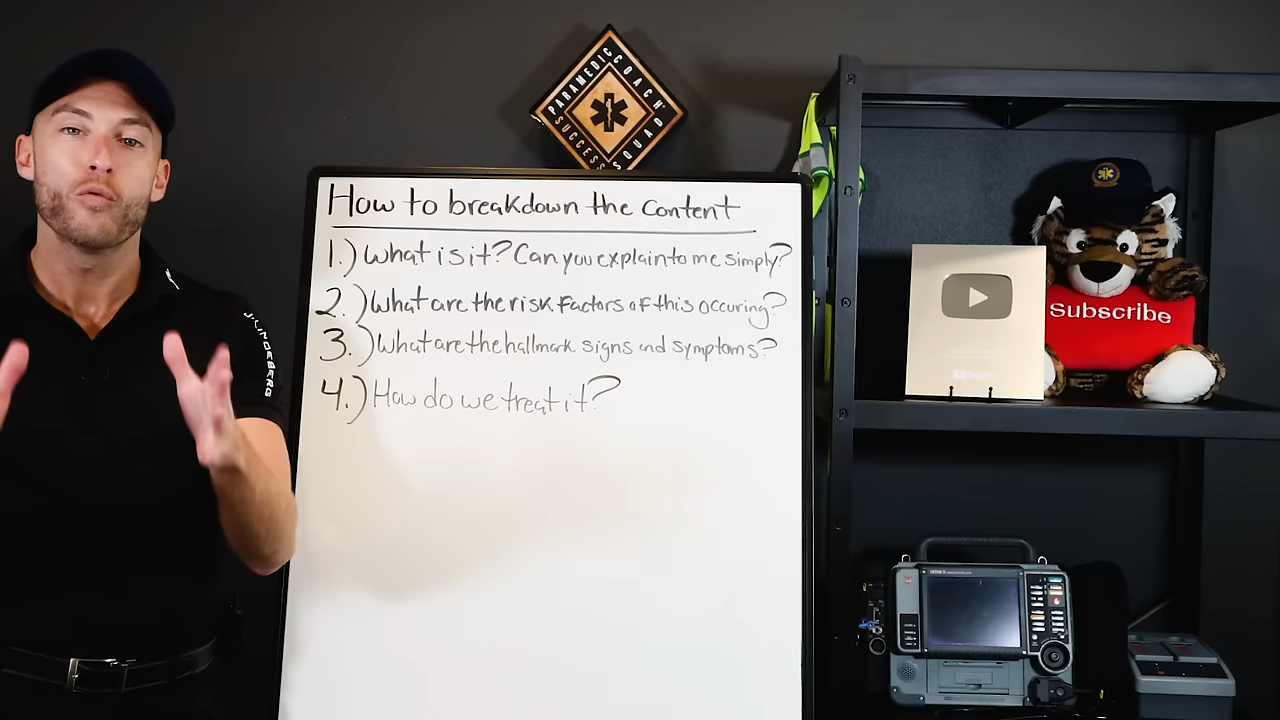 PARAMEDIC COACH
SUCCESS SQUAD
How to breakdown the content
1.) What is it? Can you explain to me simply?
2.) What are the risk factors of this occuring?
3.) What are the hallmark signs and symptoms?
4.) How do we treat it?
J.LINDEBERG
Subscribe